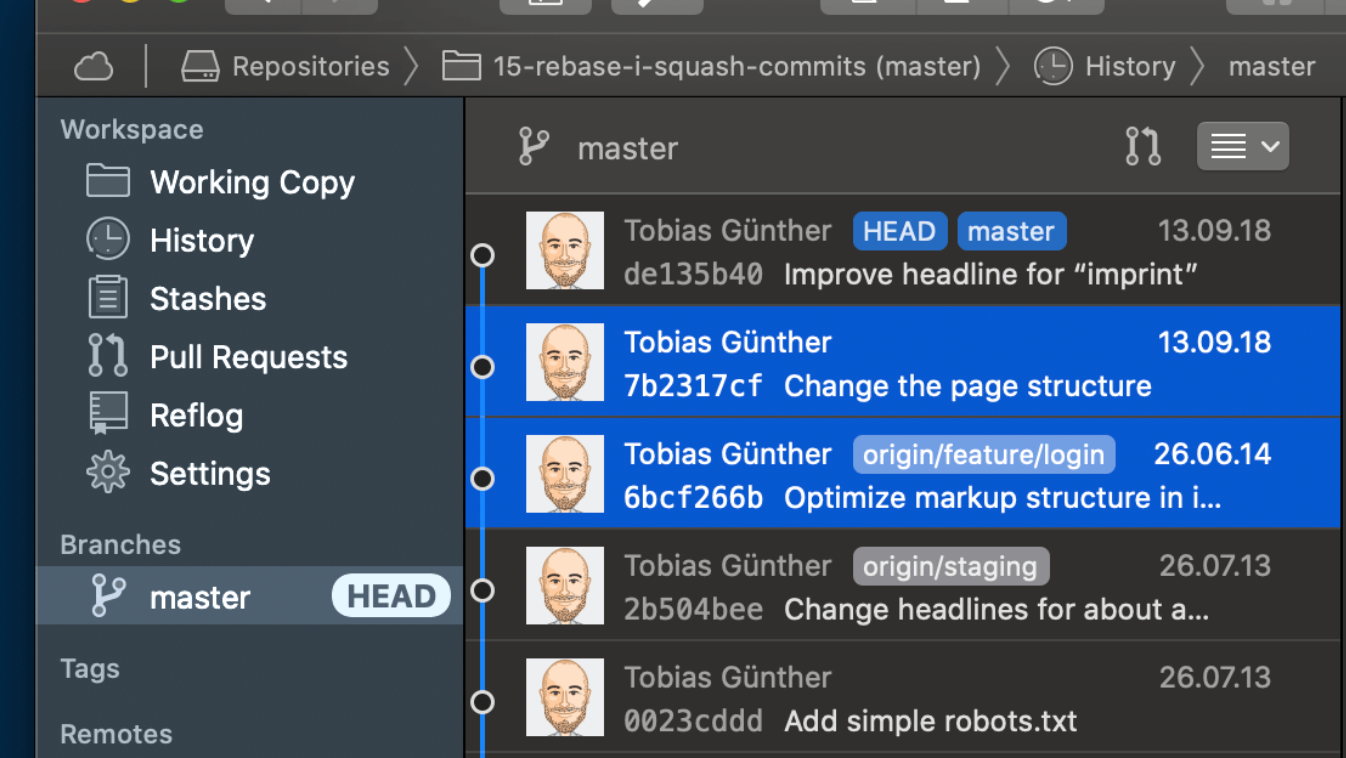 Repositories
15-rebase-i-squash-commits (master)
History
master
Workspace
Working Copy
History
Stashes
Pull Requests
Reflog
Settings
Branches
master HEAD
Tags
Remotes
master
Tobias Günther HEAD master 13.09.18
de135b40 Improve headline for “imprint”
Tobias Günther 13.09.18
7b2317cf Change the page structure
Tobias Günther origin/feature/login 26.06.14
6bcf266b Optimize markup structure in i…
Tobias Günther origin/staging 26.07.13
2b504bee Change headlines for about a…
Tobias Günther 26.07.13
0023cddd Add simple robots.txt